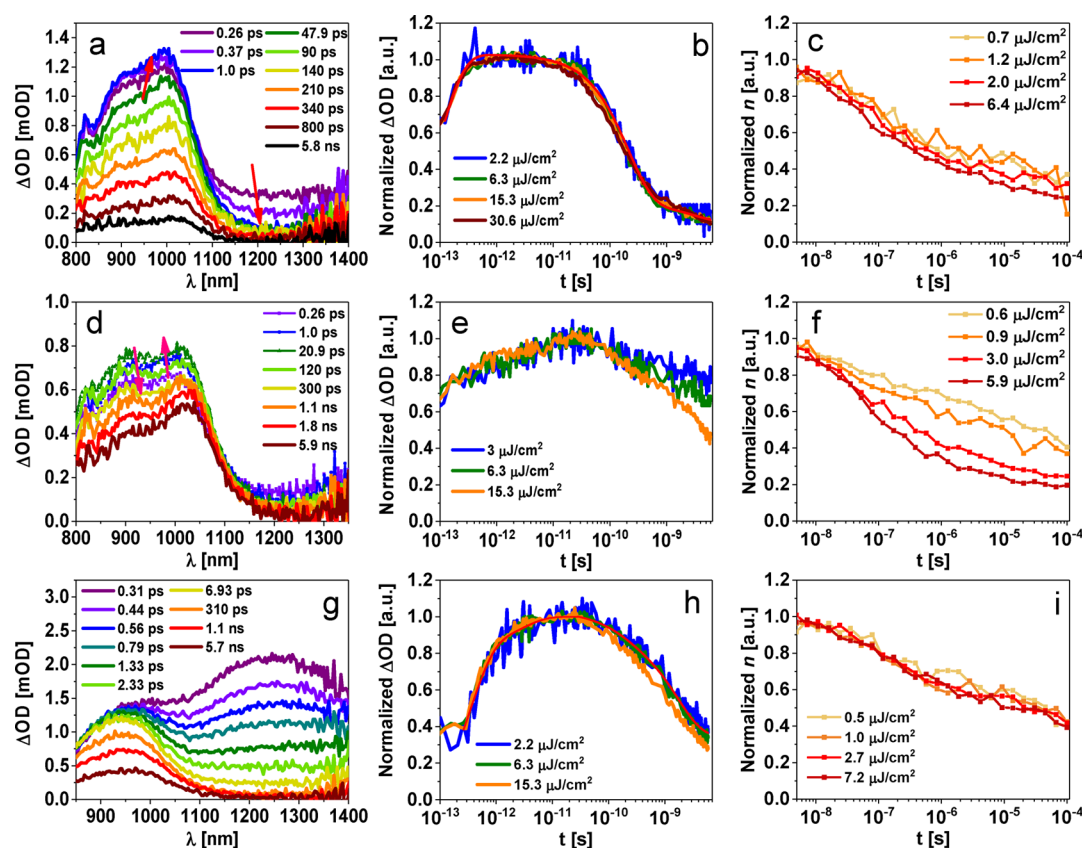 a
0.26 ps
0.37 ps
1.0 ps
47.9 ps
90 ps
140 ps
210 ps
340 ps
800 ps
5.8 ns
ΔOD [mOD]
1.4
1.2
1.0
0.8
0.6
0.4
0.2
0.0
800 900 1000 1100 1200 1300 1400
λ [nm]
b
2.2 μJ/cm²
6.3 μJ/cm²
15.3 μJ/cm²
30.6 μJ/cm²
Normalized ΔOD [a.u.]
1.2
1.0
0.8
0.6
0.4
0.2
0.0
10⁻¹³ 10⁻¹² 10⁻¹¹ 10⁻¹⁰ 10⁻⁹
t [s]
c
0.7 μJ/cm²
1.2 μJ/cm²
2.0 μJ/cm²
6.4 μJ/cm²
Normalized n [a.u.]
1.2
1.0
0.8
0.6
0.4
0.2
0.0
10⁻⁸ 10⁻⁷ 10⁻⁶ 10⁻⁵ 10⁻⁴
t [s]
d
0.26 ps
1.0 ps
20.9 ps
120 ps
300 ps
1.1 ns
1.8 ns
5.9 ns
ΔOD [mOD]
1.0
0.8
0.6
0.4
0.2
0.0
800 900 1000 1100 1200 1300 1400
λ [nm]
e
3 μJ/cm²
6.3 μJ/cm²
15.3 μJ/cm²
Normalized ΔOD [a.u.]
1.2
1.0
0.8
0.6
0.4
0.2
0.0
10⁻¹³ 10⁻¹² 10⁻¹¹ 10⁻¹⁰ 10⁻⁹
t [s]
f
0.6 μJ/cm²
0.9 μJ/cm²
3.0 μJ/cm²
5.9 μJ/cm²
Normalized n [a.u.]
1.2
1.0
0.8
0.6
0.4
0.2
0.0
10⁻⁸ 10⁻⁷ 10⁻⁶ 10⁻⁵ 10⁻⁴
t [s]
g
0.31 ps
0.44 ps
0.56 ps
0.79 ps
1.33 ps
2.33 ps
6.93 ps
310 ps
1.1 ns
5.7 ns
ΔOD [mOD]
3.0
2.5
2.0
1.5
1.0
0.5
0.0
900 1000 1100 1200 1300 1400
λ [nm]
h
2.2 μJ/cm²
6.3 μJ/cm²
15.3 μJ/cm²
Normalized ΔOD [a.u.]
1.2
1.0
0.8
0.6
0.4
0.2
0.0
10⁻¹³ 10⁻¹² 10⁻¹¹ 10⁻¹⁰ 10⁻⁹
t [s]
i
0.5 μJ/cm²
1.0 μJ/cm²
2.7 μJ/cm²
7.2 μJ/cm²
Normalized n [a.u.]
1.2
1.0
0.8
0.6
0.4
0.2
0.0
10⁻⁸ 10⁻⁷ 10⁻⁶ 10⁻⁵ 10⁻⁴
t [s]